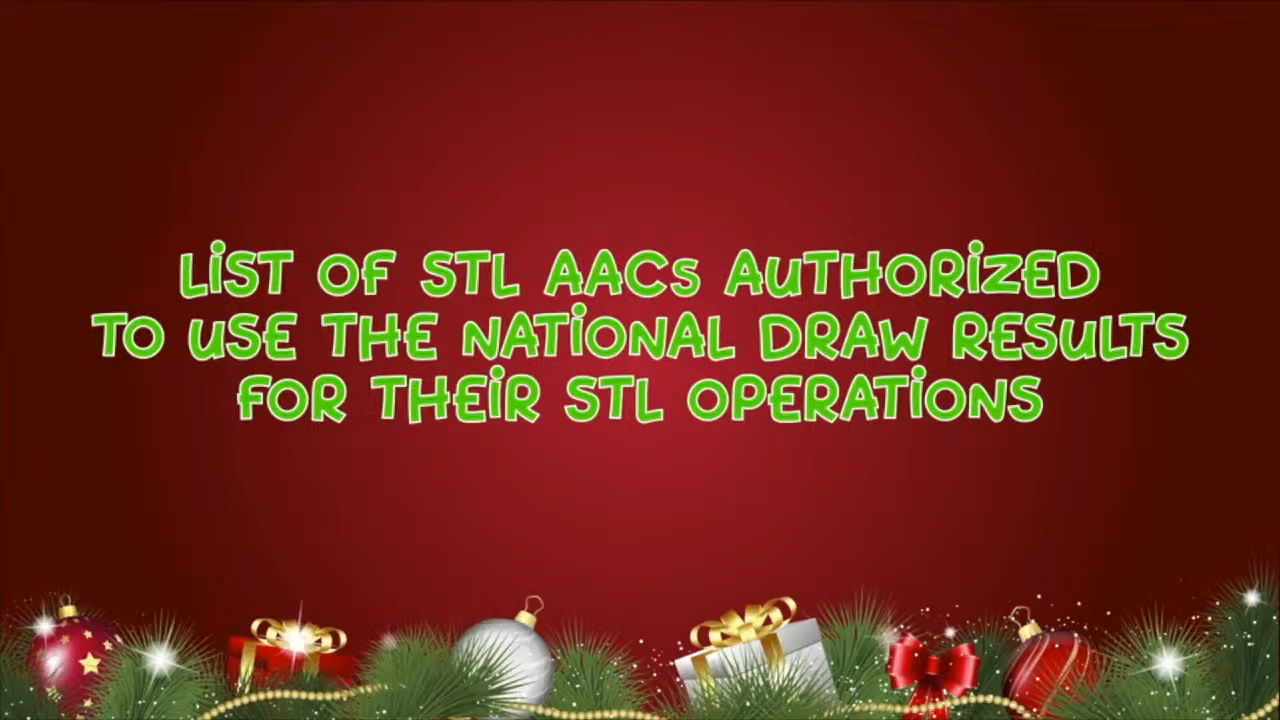 LIST OF STL AACs AUTHORIZED
TO USE THE NATIONAL DRAW RESULTS
FOR THEIR STL OPERATIONS